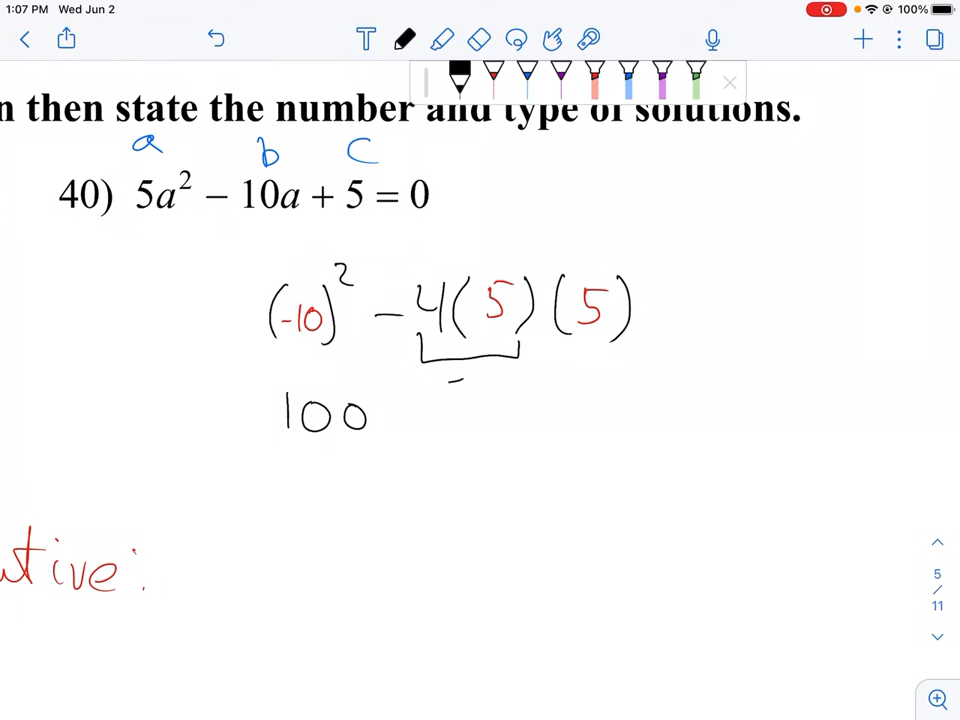 1:07 PM Wed Jun 2 100%
T
n then state the number and type of solutions.
a b c
40) 5a² − 10a + 5 = 0
(-10)² − 4(5)(5)
-
100
utive:
5
/
11